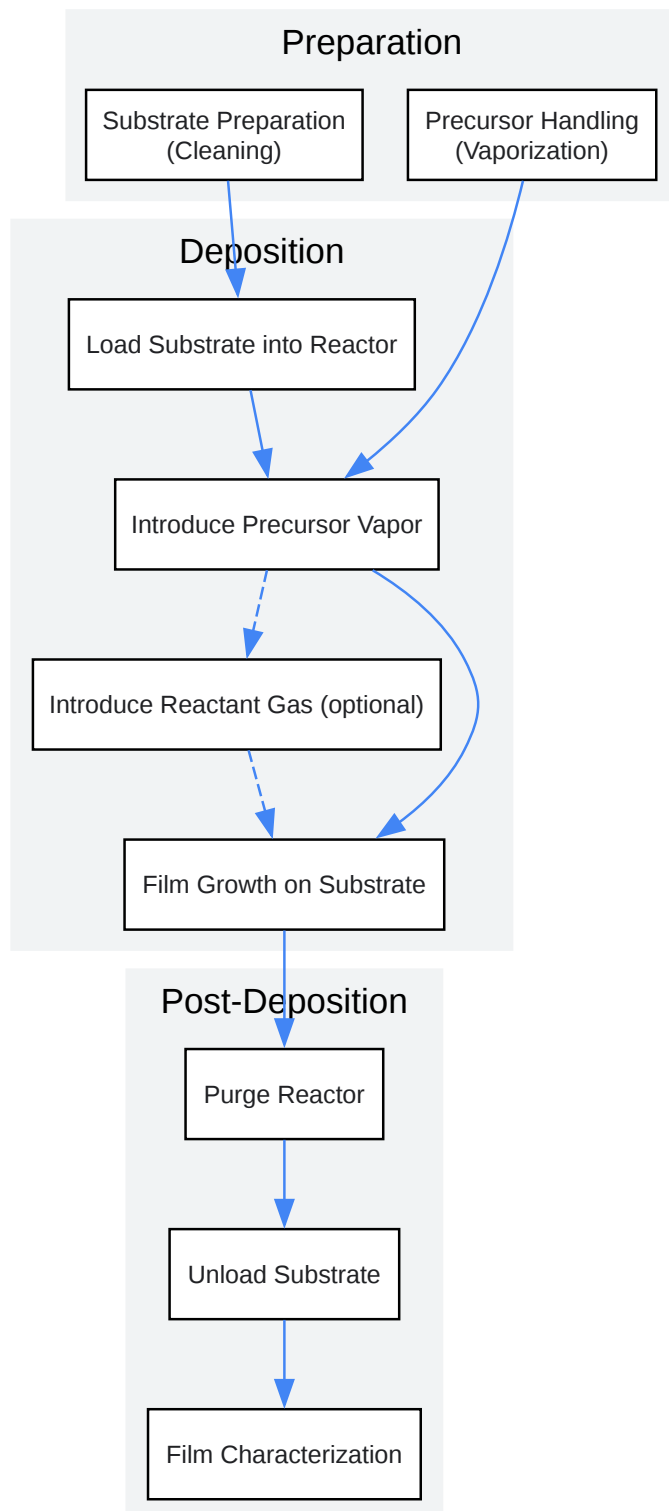 Preparation
Substrate Preparation
(Cleaning)
Precursor Handling
(Vaporization)
Deposition
Load Substrate into Reactor
Introduce Precursor Vapor
Introduce Reactant Gas (optional)
Film Growth on Substrate
Post-Deposition
Purge Reactor
Unload Substrate
Film Characterization